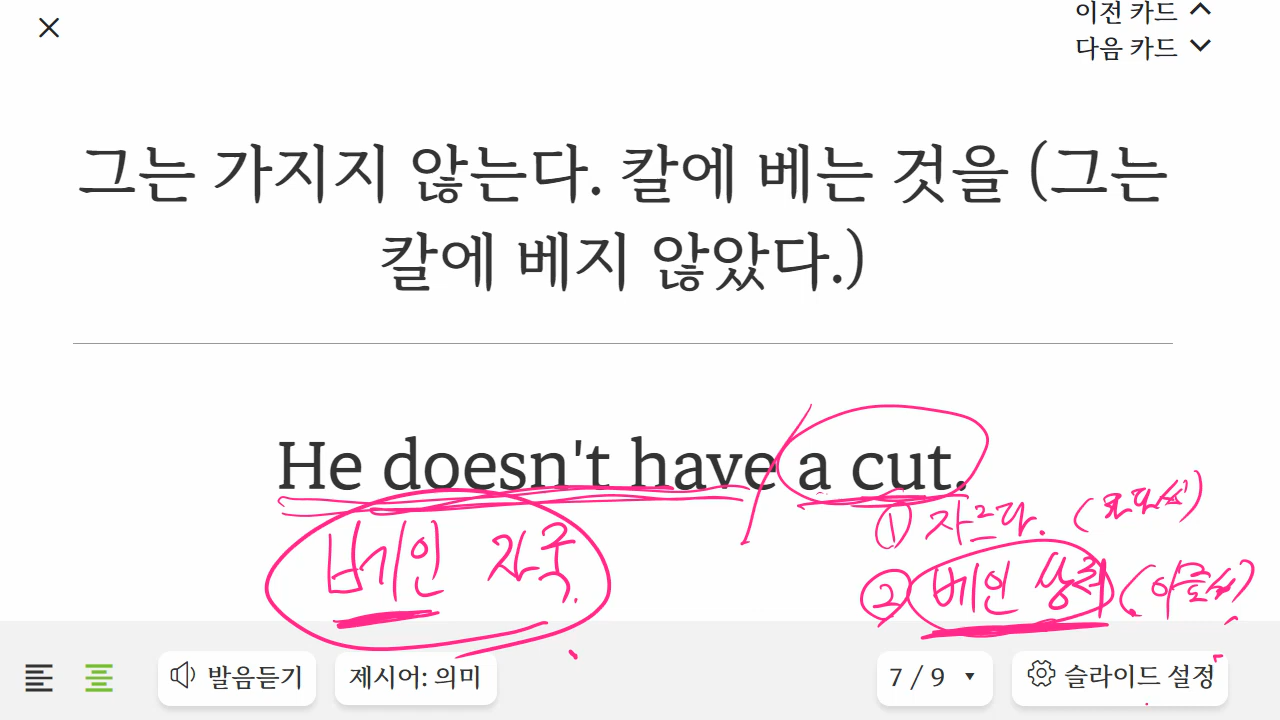 이전 카드
다음 카드
그는 가지지 않는다. 칼에 베는 것을 (그는
칼에 베지 않았다.)
He doesn't have a cut.
① 자르다. (
베인 자국.
② 베인 상처 (
발음듣기
제시어: 의미
7 / 9
슬라이드 설정